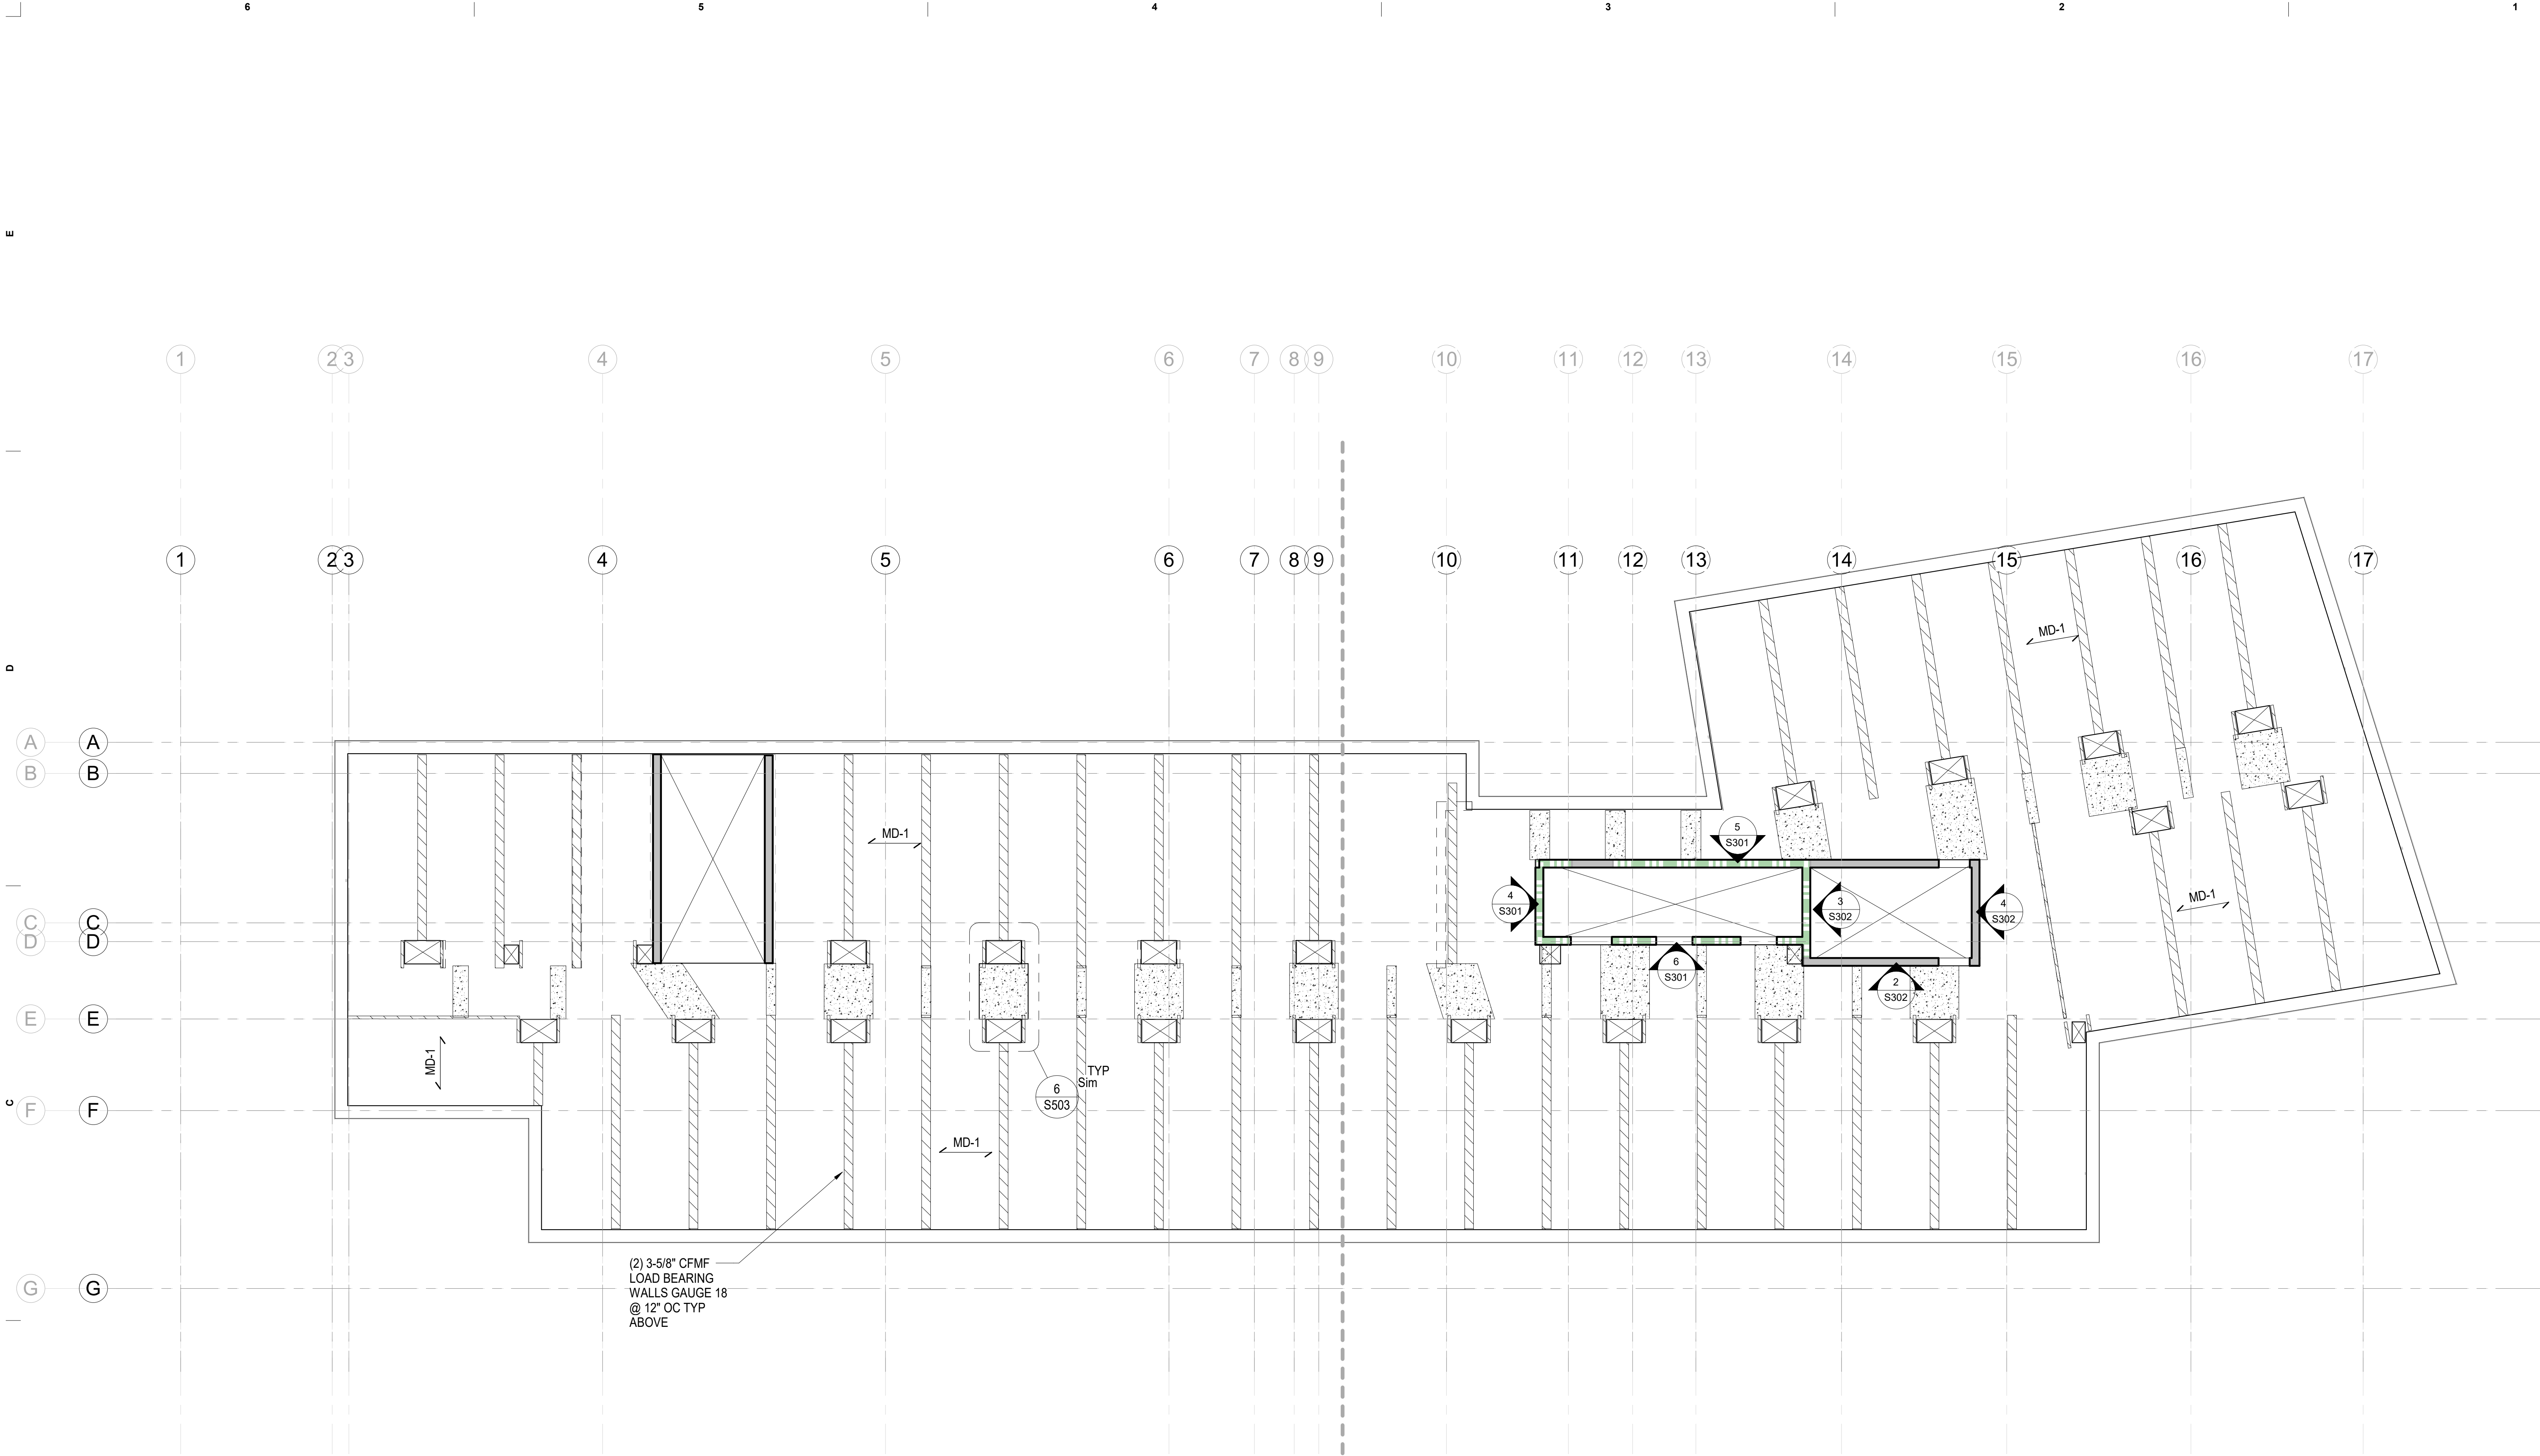 6 5 4 3 2 1
E
1 2 3 4 5 6 7 8 9 10 11 12 13 14 15 16 17
1 2 3 4 5 6 7 8 9 10 11 12 13 14 15 16 17
MD-1
D
A A
B B
5
S301
MD-1
4
S301
3
S302
4
S302
MD-1
C C
D D
6
S301
2
S302
E E
MD-1
TYP
Sim
6
S503
C
F F
MD-1
(2) 3-5/8" CFMF
LOAD BEARING
WALLS GAUGE 18
@ 12" OC TYP
ABOVE
G G